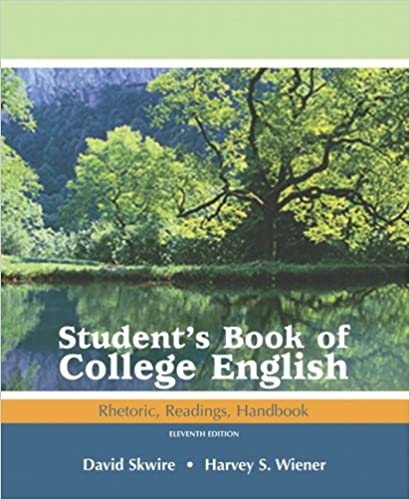 Student's Book of
College English
Rhetoric, Readings, Handbook
ELEVENTH EDITION
David Skwire • Harvey S. Wiener